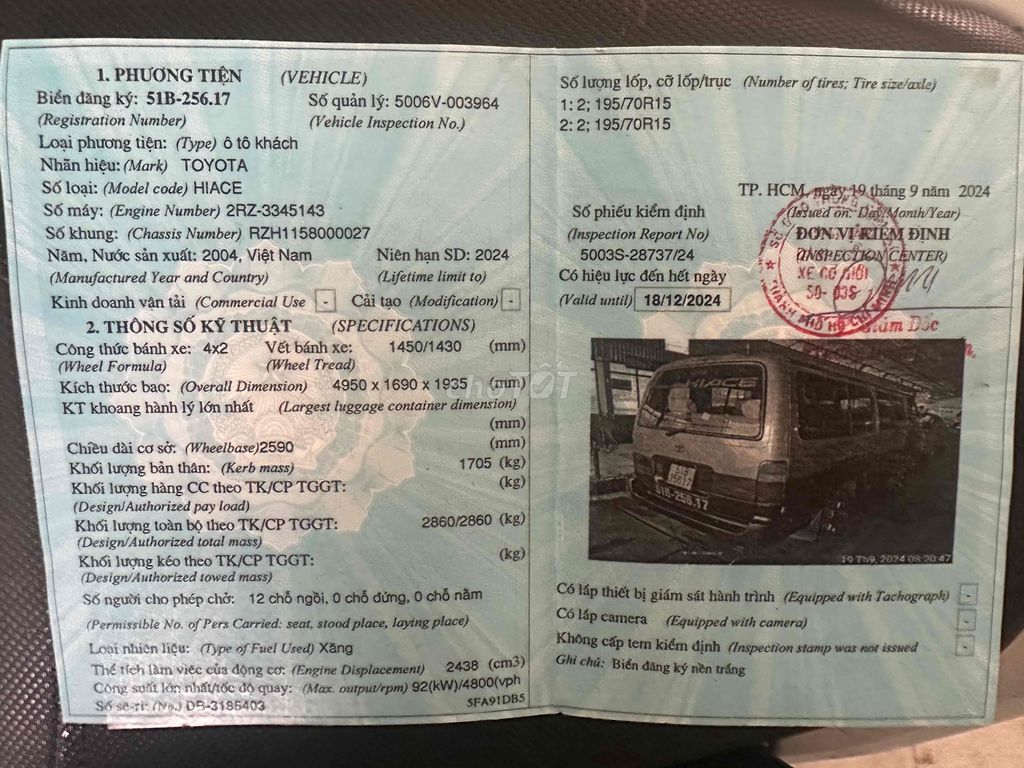 1. PHƯƠNG TIỆN (VEHICLE)
Biển đăng ký: 51B-256.17 Số quản lý: 5006V-003964
(Registration Number) (Vehicle Inspection No.)
Loại phương tiện: (Type) Ô tô khách
Nhãn hiệu: (Mark) TOYOTA
Số loại: (Model code) HIACE
Số máy: (Engine Number) 2RZ-3345143
Số khung: (Chassis Number) RZH1158000027
Năm, Nước sản xuất: 2004, Việt Nam Niên hạn SD: 2024
(Manufactured Year and Country) (Lifetime limit to)
Kinh doanh vận tải (Commercial Use - Cải tạo (Modification) -
2. THÔNG SỐ KỸ THUẬT (SPECIFICATIONS)
Công thức bánh xe: 4x2 Vết bánh xe: 1450/1430 (mm)
(Wheel Formula) (Wheel Tread)
Kích thước bao: (Overall Dimension) 4950 x 1690 x 1935 (mm)
KT khoang hành lý lớn nhất (Largest luggage container dimension)
(mm)
Chiều dài cơ sở: (Wheelbase)2590 (mm)
Khối lượng bản thân: (Kerb mass) 1705 (kg)
Khối lượng hàng CC theo TK/CP TGGT: (kg)
(Design/Authorized pay load)
Khối lượng toàn bộ theo TK/CP TGGT: 2860/2860 (kg)
(Design/Authorized total mass)
Khối lượng kéo theo TK/CP TGGT: (kg)
(Design/Authorized towed mass)
Số người cho phép chở: 12 chỗ ngồi, 0 chỗ đứng, 0 chỗ nằm
(Permissible No. of Pers Carried: seat, stood place, laying place)
Loại nhiên liệu: (Type of Fuel Used) Xăng
Thể tích làm việc của động cơ: (Engine Displacement) 2438 (cm3)
Công suất lớn nhất/tốc độ quay: (Max. output/rpm) 92(kW)/4800(vph
Số sê-ri: (No.) DB-3185403 5FA91DB5
Số lượng lốp, cỡ lốp/trục (Number of tires; Tire size/axle)
1: 2; 195/70R15
2: 2; 195/70R15
TP. HCM, ngày 19 tháng 9 năm 2024
Số phiếu kiểm định (Issued on: Day/Month/Year)
(Inspection Report No) ĐƠN VỊ KIỂM ĐỊNH
5003S-28737/24 (INSPECTION CENTER)
Có hiệu lực đến hết ngày
(Valid until) 18/12/2024
XE CƠ GIỚI
50-03S
THÀNH PHỐ HỒ CHÍ MINH
Giám Đốc
HIACE
51B
256.17
51B-256.17
19 Th9, 2024 08:20:47
chợTỐT
Có lắp thiết bị giám sát hành trình (Equipped with Tachograph) -
Có lắp camera (Equipped with camera) -
Không cấp tem kiểm định (Inspection stamp was not issued -
Ghi chú: Biển đăng ký nền trắng